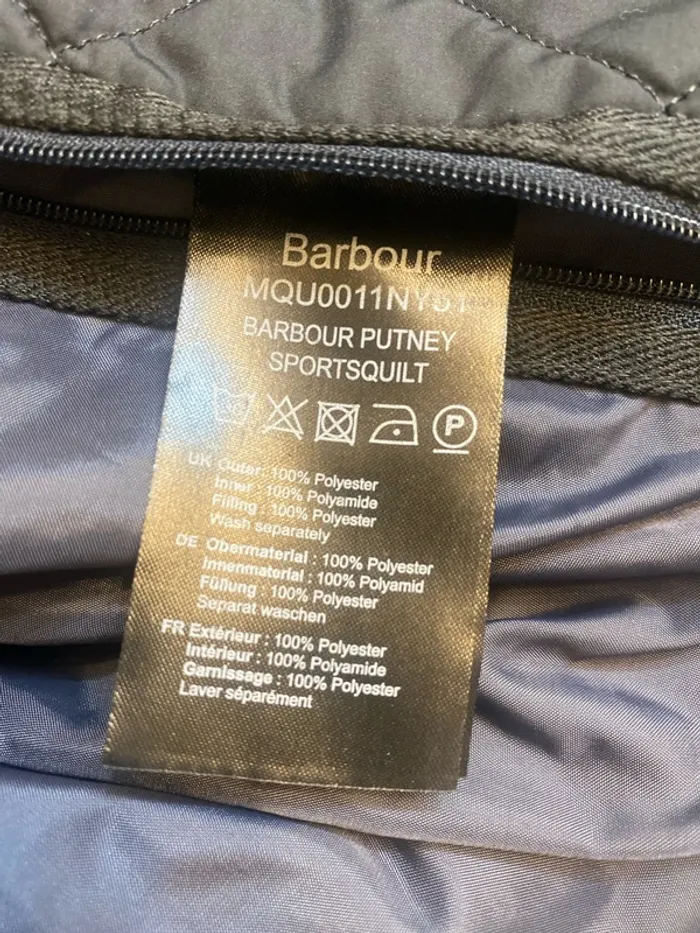 Barbour
MQU0011NY51
BARBOUR PUTNEY
SPORTSQUILT
P
UK Outer: 100% Polyester
Inner : 100% Polyamide
Filling : 100% Polyester
Wash separately
DE Obermaterial : 100% Polyester
Innenmaterial : 100% Polyamid
Füllung : 100% Polyester
Separat waschen
FR Extérieur : 100% Polyester
Intérieur : 100% Polyamide
Garnissage : 100% Polyester
Laver séparément